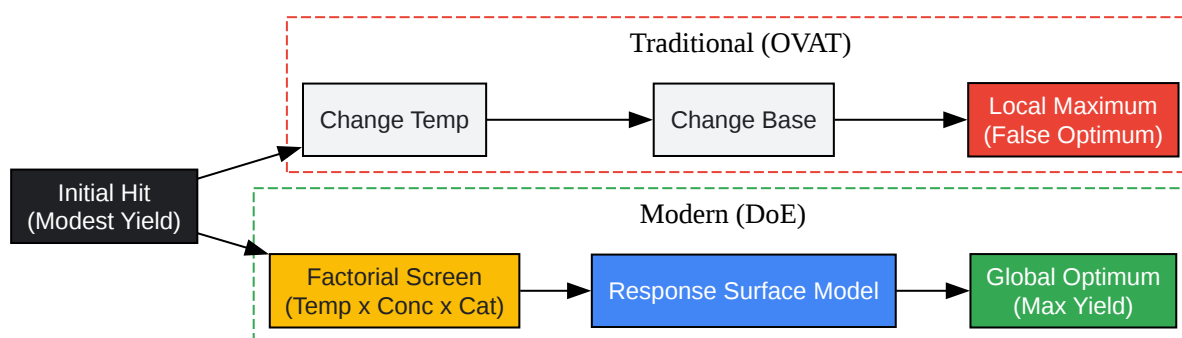 Traditional (OVAT)
Change Temp
Change Base
Local Maximum
(False Optimum)
Initial Hit
(Modest Yield)
Modern (DoE)
Factorial Screen
(Temp x Conc x Cat)
Response Surface Model
Global Optimum
(Max Yield)